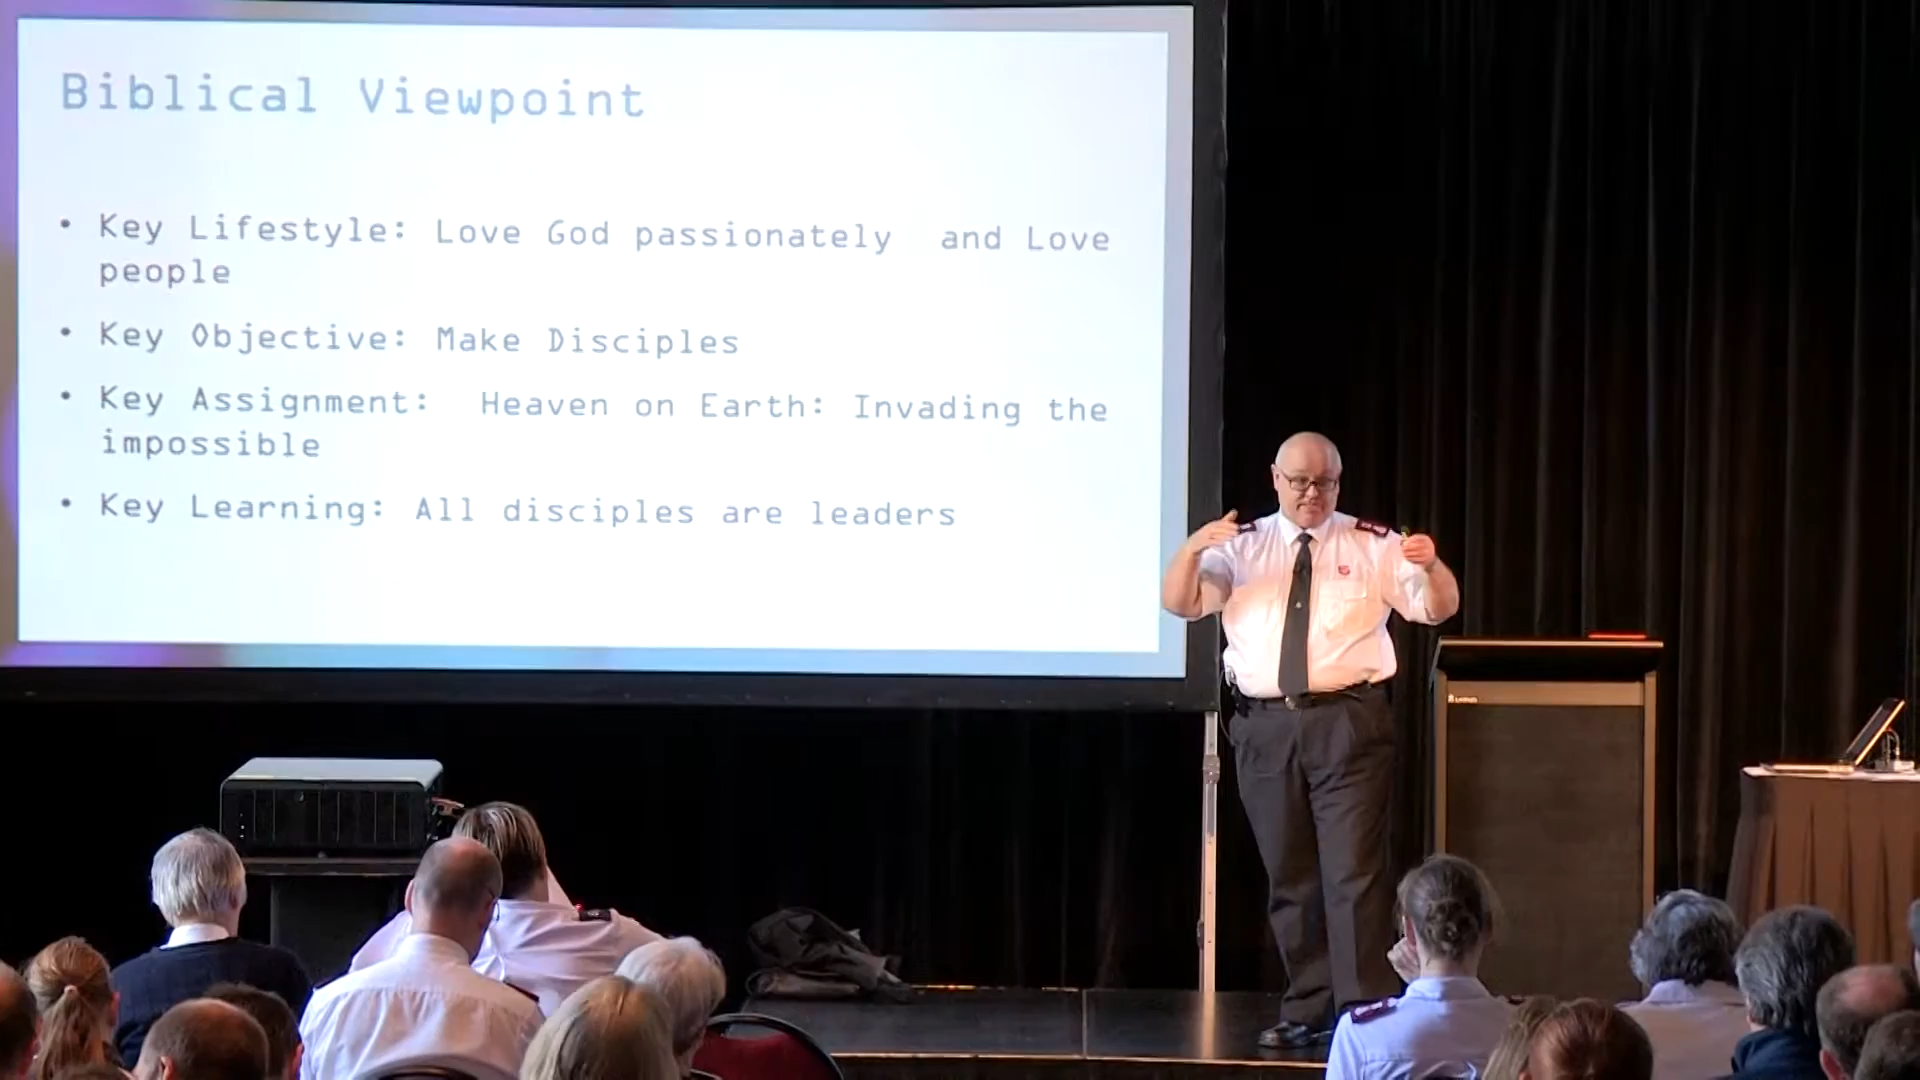 Biblical Viewpoint
• Key Lifestyle: Love God passionately  and Love
people
• Key Objective: Make Disciples
• Key Assignment:  Heaven on Earth: Invading the
impossible
• Key Learning: All disciples are leaders